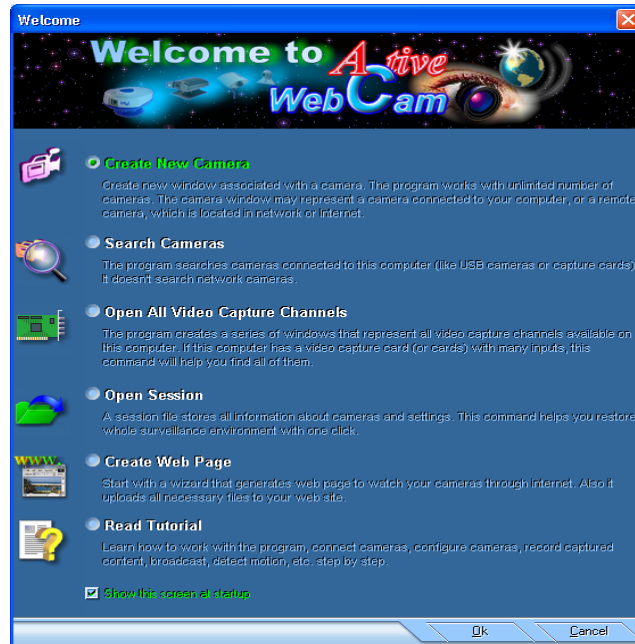 Welcome
Welcome to Active
WebCam
Create New Camera
Create new window associated with a camera. The program works with unlimited number of
cameras. The camera window may represent a camera connected to your computer, or a remote
camera, which is located in network or Internet.
Search Cameras
The program searches cameras connected to this computer (like USB cameras or capture cards)
It doesn't search network cameras.
Open All Video Capture Channels
The program creates a series of windows that represent all video capture channels available on
this computer. If this computer has a video capture card (or cards) with many inputs, this
command will help you find all of them.
Open Session
A session file stores all information about cameras and settings. This command helps you restore
whole surveillance environment with one click.
WWW.
Create Web Page
Start with a wizard that generates web page to watch your cameras through Internet. Also it
uploads all necessary files to your web site.
Read Tutorial
Learn how to work with the program, connect cameras, configure cameras, record captured
content, broadcast, detect motion, etc. step by step.
Show this screen at startup
Ok
Cancel